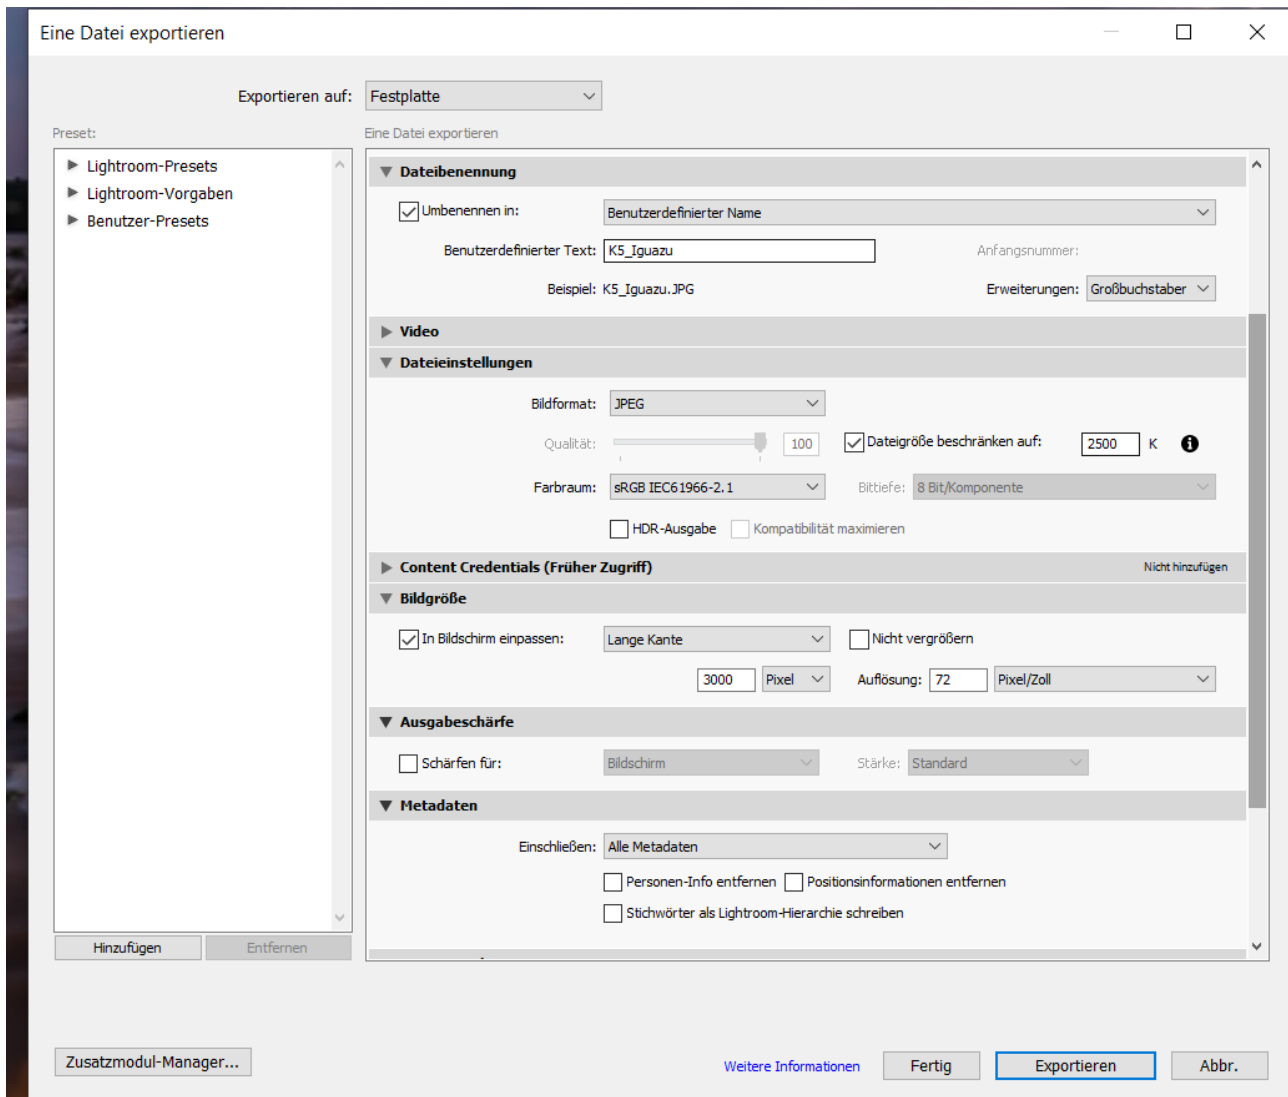 Eine Datei exportieren
Exportieren auf: Festplatte
Preset:
Eine Datei exportieren
Lightroom-Presets
Lightroom-Vorgaben
Benutzer-Presets
Hinzufügen
Entfernen
Dateibenennung
Umbenennen in: Benutzerdefinierter Name
Benutzerdefinierter Text: K5_Iguazu Anfangsnummer:
Beispiel: K5_Iguazu.JPG Erweiterungen: Großbuchstaber
Video
Dateieinstellungen
Bildformat: JPEG
Qualität: 100 Dateigröße beschränken auf: 2500 K
Farbraum: sRGB IEC61966-2.1 Bittiefe: 8 Bit/Komponente
HDR-Ausgabe Kompatibilität maximieren
Content Credentials (Früher Zugriff) Nicht hinzufügen
Bildgröße
In Bildschirm einpassen: Lange Kante Nicht vergrößern
3000 Pixel Auflösung: 72 Pixel/Zoll
Ausgabeschärfe
Schärfen für: Bildschirm Stärke: Standard
Metadaten
Einschließen: Alle Metadaten
Personen-Info entfernen Positionsinformationen entfernen
Stichwörter als Lightroom-Hierarchie schreiben
Zusatzmodul-Manager... Weitere Informationen Fertig Exportieren Abbr.